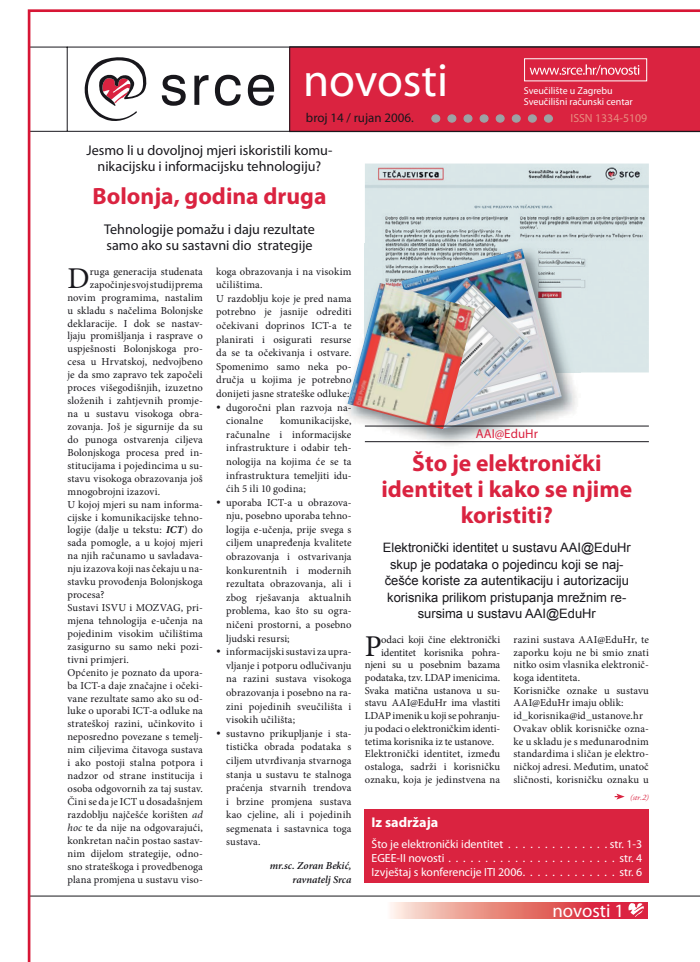 srce
novosti
www.srce.hr/novosti
Sveučilište u Zagrebu
Sveučilišni računski centar
broj 14 / rujan 2006.
ISSN 1334-5109
Jesmo li u dovoljnoj mjeri iskoristili komu-
nikacijsku i informacijsku tehnologiju?
Bolonja, godina druga
Tehnologije pomažu i daju rezultate
samo ako su sastavni dio strategije
Druga generacija studenata
započinje svoj studij prema
novim programima, nastalim
u skladu s načelima Bolonjske
deklaracije. I dok se nastav-
ljaju promišljanja i rasprave o
uspješnosti Bolonjskoga pro-
cesa u Hrvatskoj, nedvojbeno
je da smo zapravo tek započeli
proces višegodišnjih, izuzetno
složenih i zahtjevnih promje-
na u sustavu visokoga obra-
zovanja. Još je sigurnije da su
do punoga ostvarenja ciljeva
Bolonjskoga procesa pred in-
stitucijama i pojedincima u su-
stavu visokoga obrazovanja još
mnogobrojni izazovi.
U kojoj mjeri su nam informa-
cijske i komunikacijske tehno-
logije (dalje u tekstu: ICT) do
sada pomogle, a u kojoj mjeri
na njih računamo u savladava-
nju izazova koji nas čekaju u na-
stavku provođenja Bolonjskoga
procesa?
Sustavi ISVU i MOZVAG, pri-
mjena tehnologija e-učenja na
pojedinim visokim učilištima
zasigurno su samo neki pozi-
tivni primjeri.
Općenito je poznato da upora-
ba ICT-a daje značajne i očeki-
vane rezultate samo ako su od-
luke o uporabi ICT-a odluke na
strateškoj razini, učinkovito i
neposredno povezane s temelj-
nim ciljevima čitavoga sustava
i ako postoji stalna potpora i
nadzor od strane institucija i
osoba odgovornih za taj sustav.
Čini se da je ICT u dosadašnjem
razdoblju najčešće korišten ad
hoc te da nije na odgovarajući,
konkretan način postao sastav-
nim dijelom strategije, odno-
sno strateškoga i provedbenoga
plana promjena u sustavu viso-
koga obrazovanja i na visokim
učilištima.
U razdoblju koje je pred nama
potrebno je jasnije odrediti
očekivani doprinos ICT-a te
planirati i osigurati resurse
da se ta očekivanja i ostvare.
Spomenimo samo neka po-
dručja u kojima je potrebno
donijeti jasne strateške odluke:
• dugoročni plan razvoja na-
cionalne komunikacijske,
računalne i informacijske
infrastrukture i odabir teh-
nologija na kojima će se ta
infrastruktura temeljiti idu-
ćih 5 ili 10 godina;
• uporaba ICT-a u obrazova-
nju, posebno uporaba tehno-
logija e-učenja, prije svega s
ciljem unapređenja kvalitete
obrazovanja i ostvarivanja
konkurentnih i modernih
rezultata obrazovanja, ali i
zbog rješavanja aktualnih
problema, kao što su ogra-
ničeni prostorni, a posebno
ljudski resursi;
• informacijski sustavi za upra-
vljanje i potporu odlučivanju
na razini sustava visokoga
obrazovanja i posebno na ra-
zini pojedinih sveučilišta i
visokih učilišta;
• sustavno prikupljanje i sta-
tistička obrada podataka s
ciljem utvrđivanja stvarnoga
stanja u sustavu te stalnoga
praćenja stvarnih trendova
i brzine promjena sustava
kao cjeline, ali i pojedinih
segmenata i sastavnica toga
sustava.
mr.sc. Zoran Bekić,
ravnatelj Srca
TEČAJEVIsrca
Sveučilište u Zagrebu
Sveučilišni računski centar
srce
AAI@EduHr
Što je elektronički
identitet i kako se njime
koristiti?
Elektronički identitet u sustavu AAI@EduHr
skup je podataka o pojedincu koji se naj-
češće koriste za autentikaciju i autorizaciju
korisnika prilikom pristupanja mrežnim re-
sursima u sustavu AAI@EduHr
Podaci koji čine elektronički
identitet korisnika pohra-
njeni su u posebnim bazama
podataka, tzv. LDAP imenicima.
Svaka matična ustanova u su-
stavu AAI@EduHr ima vlastiti
LDAP imenik u koji se pohranju-
ju podaci o elektroničkim identi-
tetima korisnika iz te ustanove.
Elektronički identitet, između
ostaloga, sadrži i korisničku
oznaku, koja je jedinstvena na
razini sustava AAI@EduHr, te
zaporku koju ne bi smio znati
nitko osim vlasnika elektronič-
koga identiteta.
Korisničke oznake u sustavu
AAI@EduHr imaju oblik:
id_korisnika@id_ustanove.hr
Ovakav oblik korisničke ozna-
ke u skladu je s međunarodnim
standardima i sličan je elektro-
ničkoj adresi. Međutim, unatoč
sličnosti, korisničku oznaku u
➔ (str.2)
Iz sadržaja
Što je elektronički identitet . . . . . . . . . . . . . str. 1-3
EGEE-II novosti . . . . . . . . . . . . . . . . . . . . . . . . str. 4
Izvještaj s konferencije ITI 2006. . . . . . . . . . . . . str. 6
novosti 1